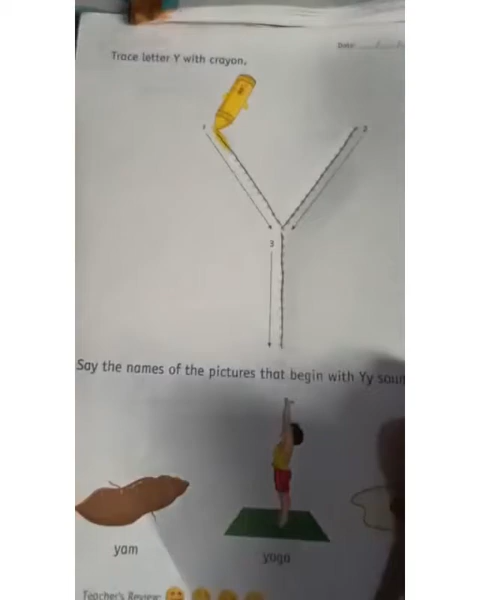 Date:
Trace letter Y with crayon.
1
2
3
Say the names of the pictures that begin with Yy
yam
yoga
Teacher's Review: